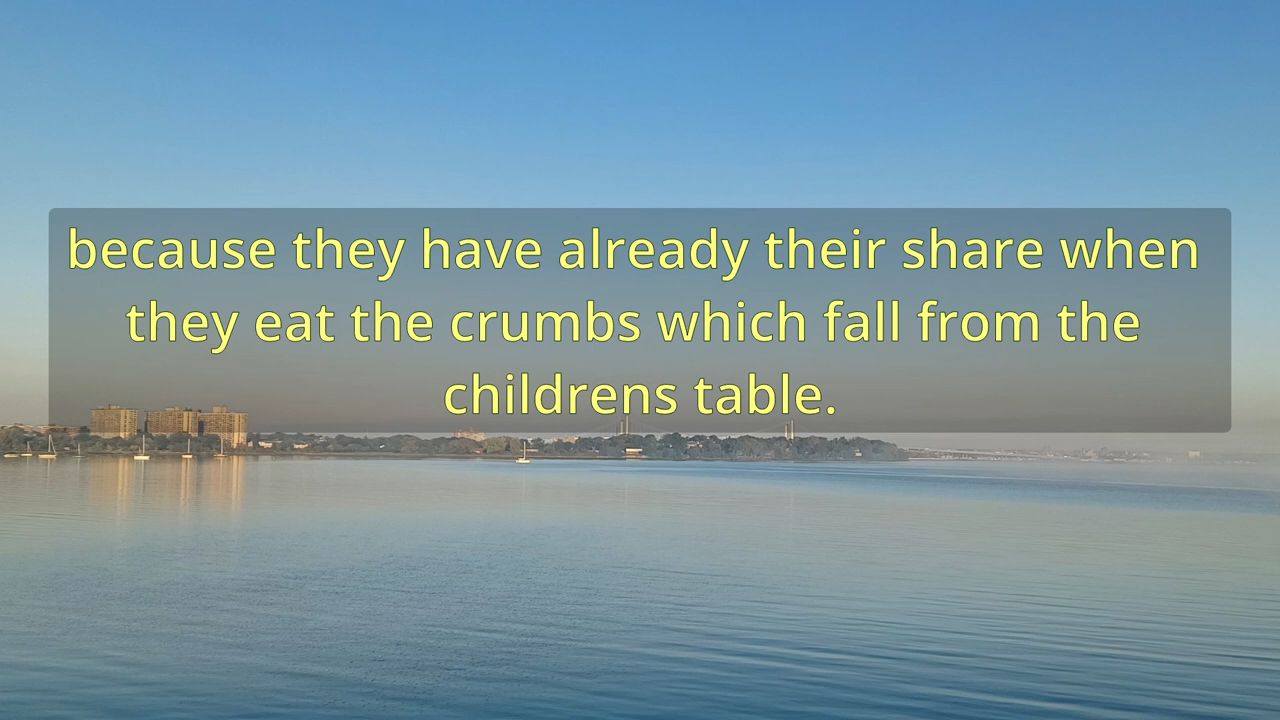 because they have already their share when
they eat the crumbs which fall from the
childrens table.